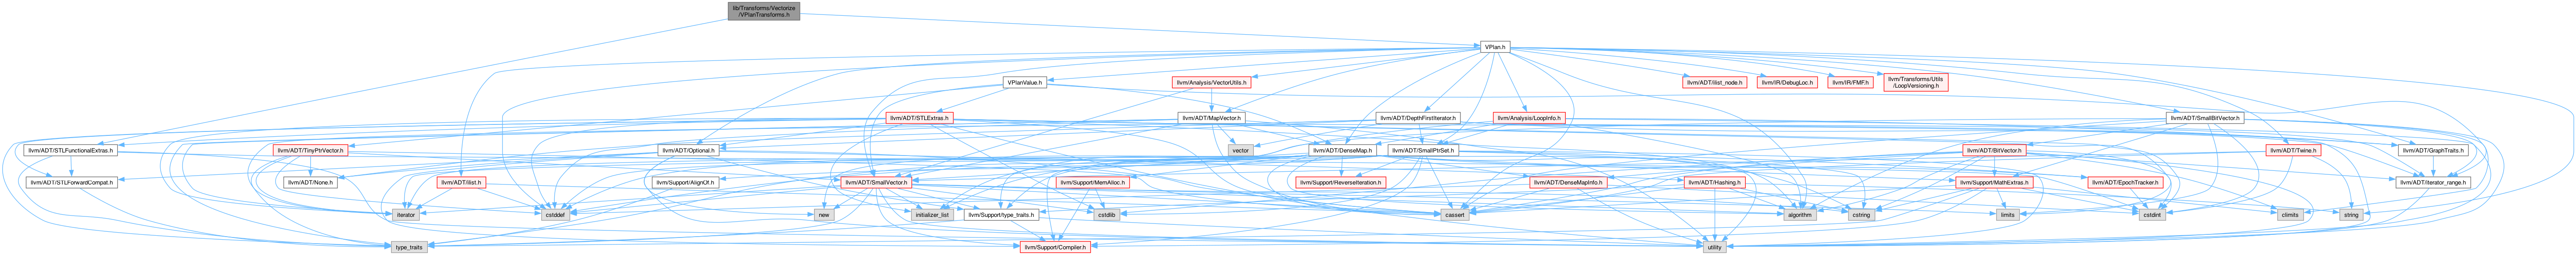 lib/Transforms/Vectorize
/VPlanTransforms.h
VPlan.h
VPlanValue.h
llvm/Analysis/VectorUtils.h
llvm/ADT/ilist_node.h
llvm/IR/DebugLoc.h
llvm/IR/FMF.h
llvm/Transforms/Utils
/LoopVersioning.h
llvm/ADT/STLExtras.h
llvm/ADT/MapVector.h
llvm/ADT/DepthFirstIterator.h
llvm/Analysis/LoopInfo.h
llvm/ADT/SmallBitVector.h
llvm/ADT/STLFunctionalExtras.h
llvm/ADT/TinyPtrVector.h
llvm/ADT/Optional.h
vector
llvm/ADT/DenseMap.h
llvm/ADT/SmallPtrSet.h
llvm/ADT/BitVector.h
llvm/ADT/Twine.h
llvm/ADT/GraphTraits.h
llvm/ADT/STLForwardCompat.h
llvm/ADT/None.h
llvm/ADT/ilist.h
llvm/Support/AlignOf.h
llvm/ADT/SmallVector.h
llvm/Support/MemAlloc.h
llvm/Support/ReverseIteration.h
llvm/ADT/DenseMapInfo.h
llvm/ADT/Hashing.h
llvm/Support/MathExtras.h
llvm/ADT/EpochTracker.h
llvm/ADT/iterator_range.h
iterator
cstddef
new
initializer_list
llvm/Support/type_traits.h
cstdlib
cassert
algorithm
cstring
limits
cstdint
climits
string
type_traits
llvm/Support/Compiler.h
utility